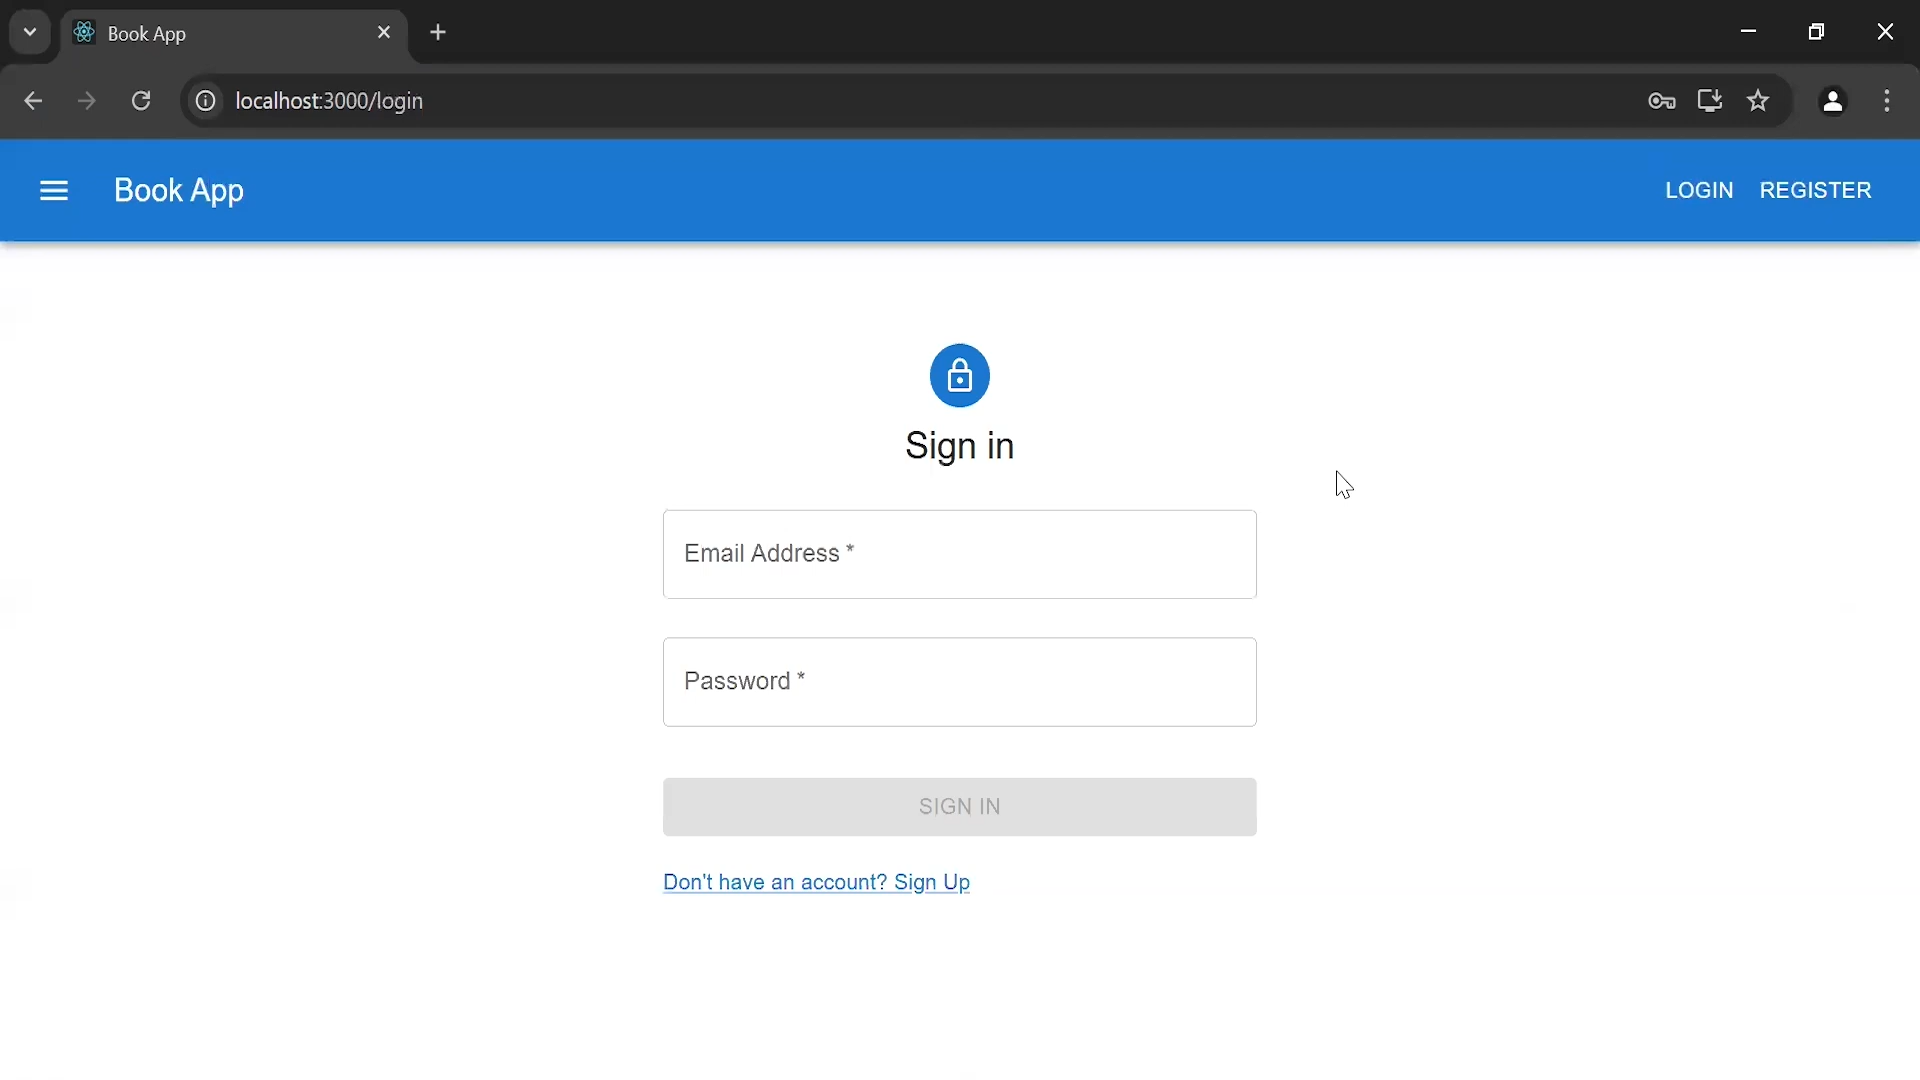 Book App
localhost:3000/login
Book App
LOGIN REGISTER
Sign in
Email Address *
Password *
SIGN IN
Don't have an account? Sign Up